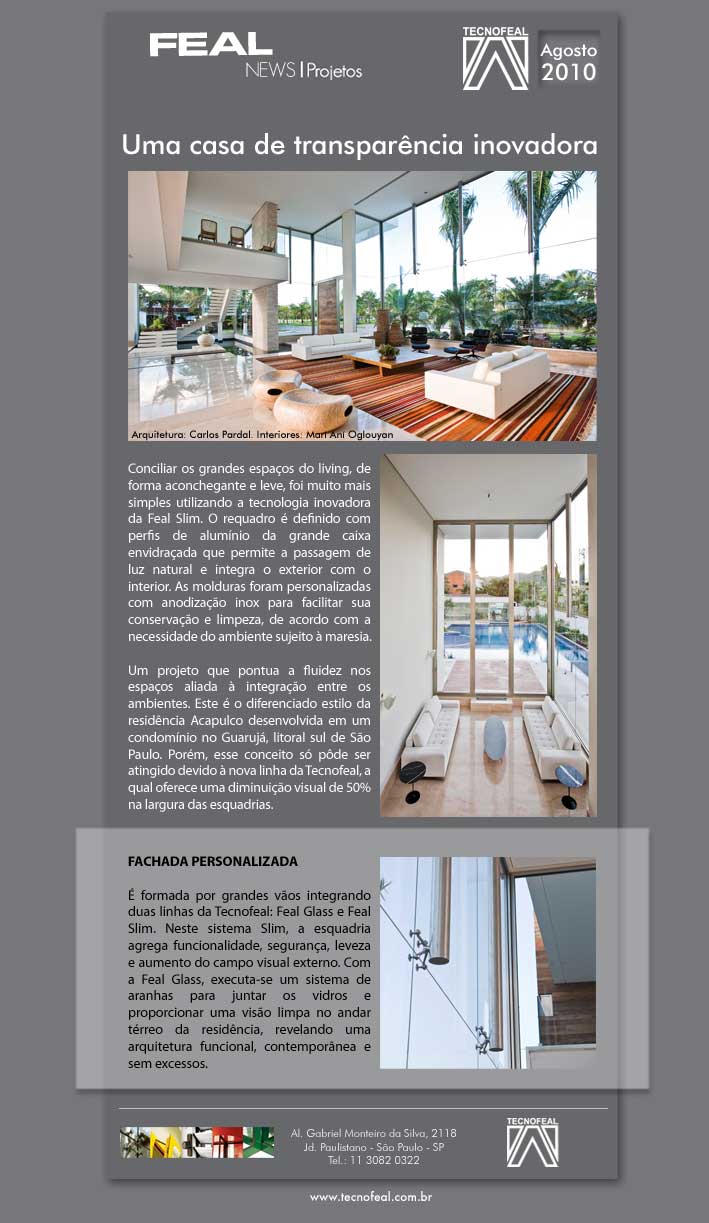 FEAL
NEWS | Projetos
TECNOFEAL
Agosto
2010
Uma casa de transparência inovadora
Arquitetura: Carlos Pardal. Interiores: Mari Ani Oglouyan
Conciliar os grandes espaços do living, de
forma aconchegante e leve, foi muito mais
simples utilizando a tecnologia inovadora
da Feal Slim. O requadro é definido com
perfis de alumínio da grande caixa
envidraçada que permite a passagem de
luz natural e integra o exterior com o
interior. As molduras foram personalizadas
com anodização inox para facilitar sua
conservação e limpeza, de acordo com a
necessidade do ambiente sujeito à maresia.
Um projeto que pontua a fluidez nos
espaços aliada à integração entre os
ambientes. Este é o diferenciado estilo da
residência Acapulco desenvolvida em um
condomínio no Guarujá, litoral sul de São
Paulo. Porém, esse conceito só pôde ser
atingido devido à nova linha da Tecnofeal, a
qual oferece uma diminuição visual de 50%
na largura das esquadrias.
FACHADA PERSONALIZADA
É formada por grandes vãos integrando
duas linhas da Tecnofeal: Feal Glass e Feal
Slim. Neste sistema Slim, a esquadria
agrega funcionalidade, segurança, leveza
e aumento do campo visual externo. Com
a Feal Glass, executa-se um sistema de
aranhas para juntar os vidros e
proporcionar uma visão limpa no andar
térreo da residência, revelando uma
arquitetura funcional, contemporânea e
sem excessos.
Al. Gabriel Monteiro da Silva, 2118
Jd. Paulistano - São Paulo - SP
Tel.: 11 3082 0322
TECNOFEAL
www.tecnofeal.com.br